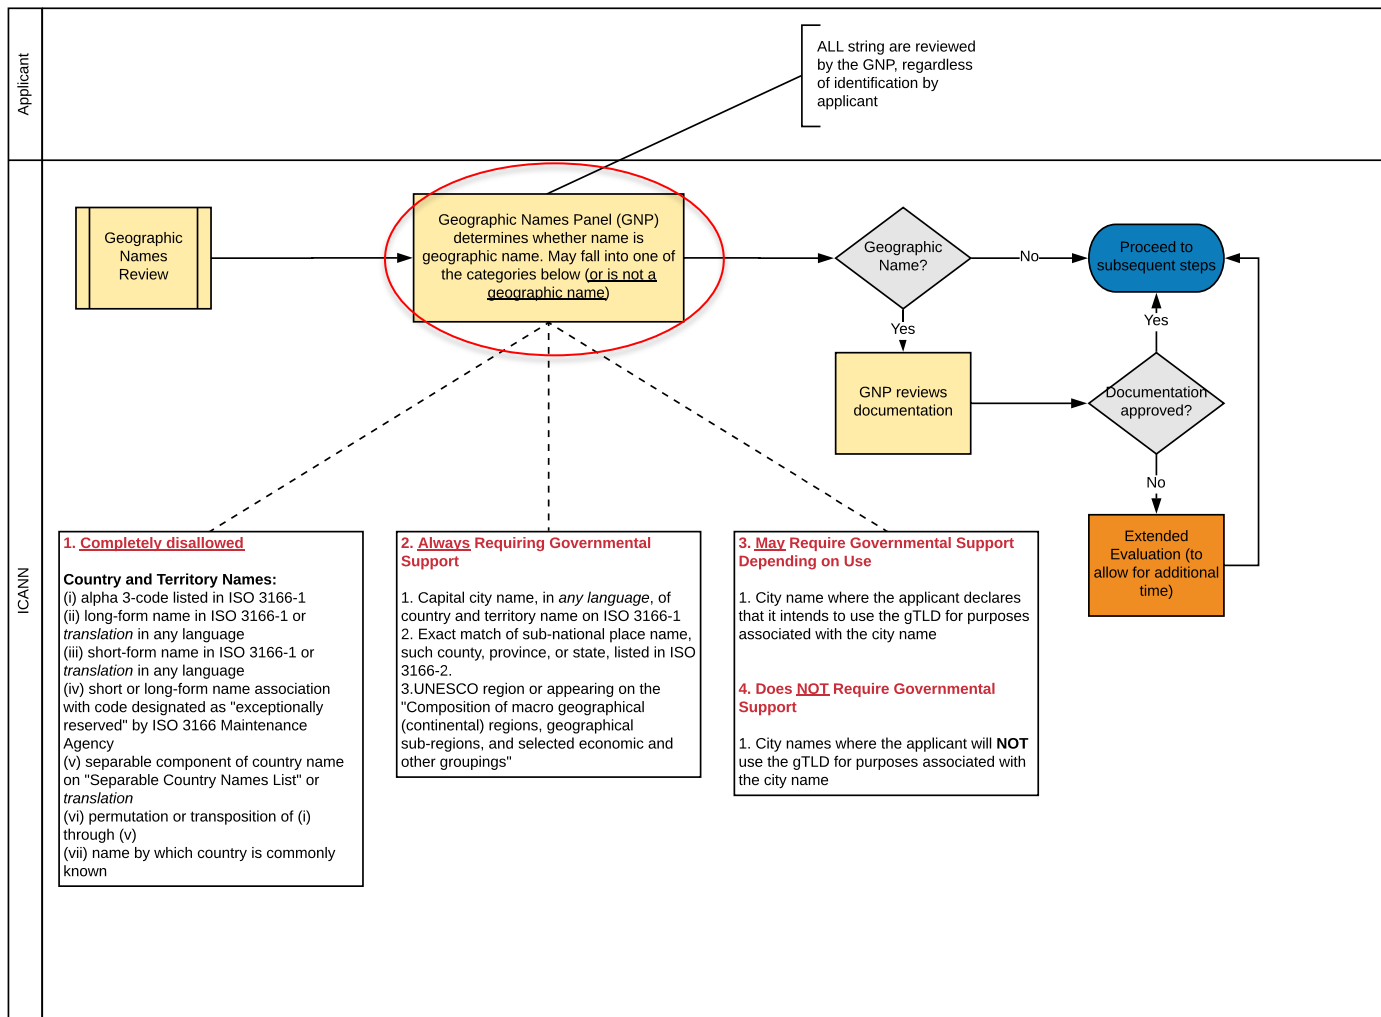 Applicant
ALL string are reviewed
by the GNP, regardless
of identification by
applicant
ICANN
Geographic
Names
Review
Geographic Names Panel (GNP)
determines whether name is
geographic name. May fall into one of
the categories below (or is not a
geographic name)
Geographic
Name?
No
Proceed to
subsequent steps
Yes
Yes
GNP reviews
documentation
Documentation
approved?
No
Extended
Evaluation (to
allow for additional
time)
1. Completely disallowed
Country and Territory Names:
(i) alpha 3-code listed in ISO 3166-1
(ii) long-form name in ISO 3166-1 or
translation in any language
(iii) short-form name in ISO 3166-1 or
translation in any language
(iv) short or long-form name association
with code designated as "exceptionally
reserved" by ISO 3166 Maintenance
Agency
(v) separable component of country name
on "Separable Country Names List" or
translation
(vi) permutation or transposition of (i)
through (v)
(vii) name by which country is commonly
known
2. Always Requiring Governmental
Support
1. Capital city name, in any language, of
country and territory name on ISO 3166-1
2. Exact match of sub-national place name,
such county, province, or state, listed in ISO
3166-2.
3.UNESCO region or appearing on the
"Composition of macro geographical
(continental) regions, geographical
sub-regions, and selected economic and
other groupings"
3. May Require Governmental Support
Depending on Use
1. City name where the applicant declares
that it intends to use the gTLD for purposes
associated with the city name
4. Does NOT Require Governmental
Support
1. City names where the applicant will NOT
use the gTLD for purposes associated with
the city name